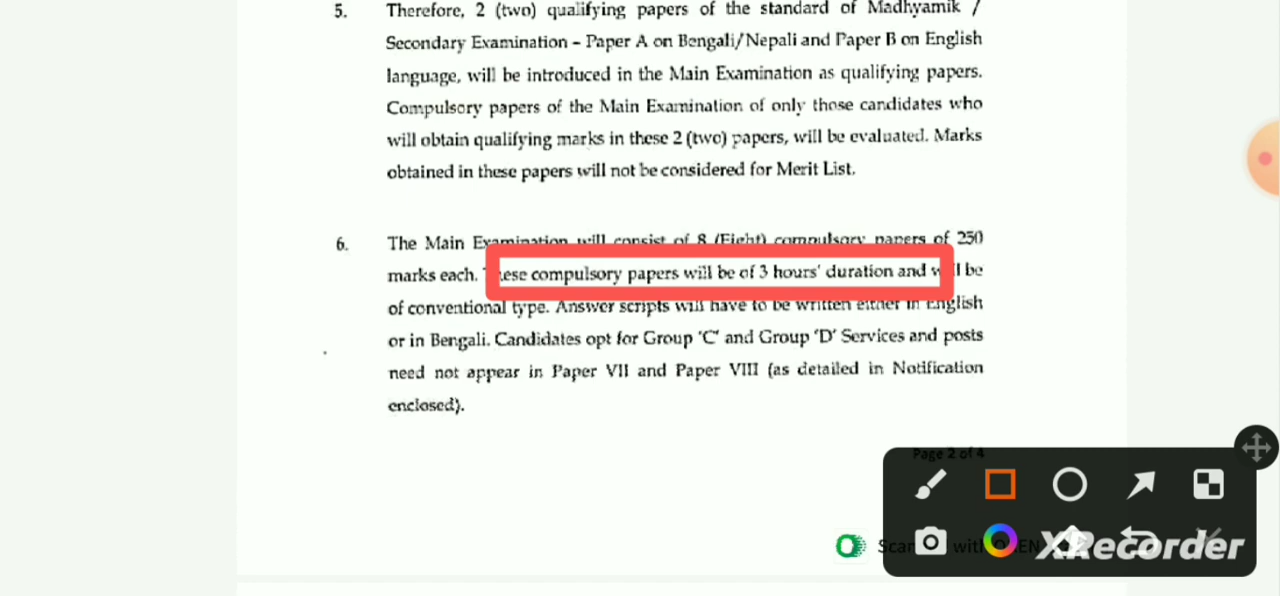 5. Therefore, 2 (two) qualifying papers of the standard of Madhyamik /
Secondary Examination – Paper A on Bengali/Nepali and Paper B on English
language, will be introduced in the Main Examination as qualifying papers.
Compulsory papers of the Main Examination of only those candidates who
will obtain qualifying marks in these 2 (two) papers, will be evaluated. Marks
obtained in these papers will not be considered for Merit List.
6. The Main Examination will consist of 8 (Eight) compulsory papers of 250
marks each. These compulsory papers will be of 3 hours' duration and will be
of conventional type. Answer scripts will have to be written either in English
or in Bengali. Candidates opt for Group 'C' and Group 'D' Services and posts
need not appear in Paper VII and Paper VIII (as detailed in Notification
enclosed).
Page 2 of 4
XRecorder